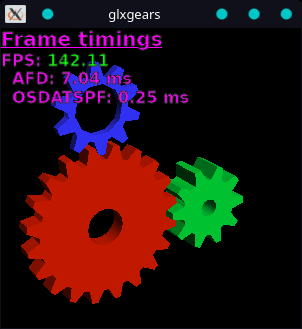 glxgears
Frame timings
FPS: 142.11
AFD: 7.04 ms
OSDATSPF: 0.25 ms